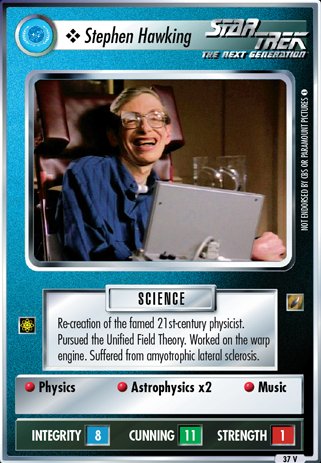 ❖ Stephen Hawking
STAR TREK
THE NEXT GENERATION
NOT ENDORSED BY CBS OR PARAMOUNT PICTURES
SCIENCE
Re-creation of the famed 21st-century physicist.
Pursued the Unified Field Theory. Worked on the warp
engine. Suffered from amyotrophic lateral sclerosis.
Physics Astrophysics x2 Music
INTEGRITY 8 CUNNING 11 STRENGTH 1
37 V